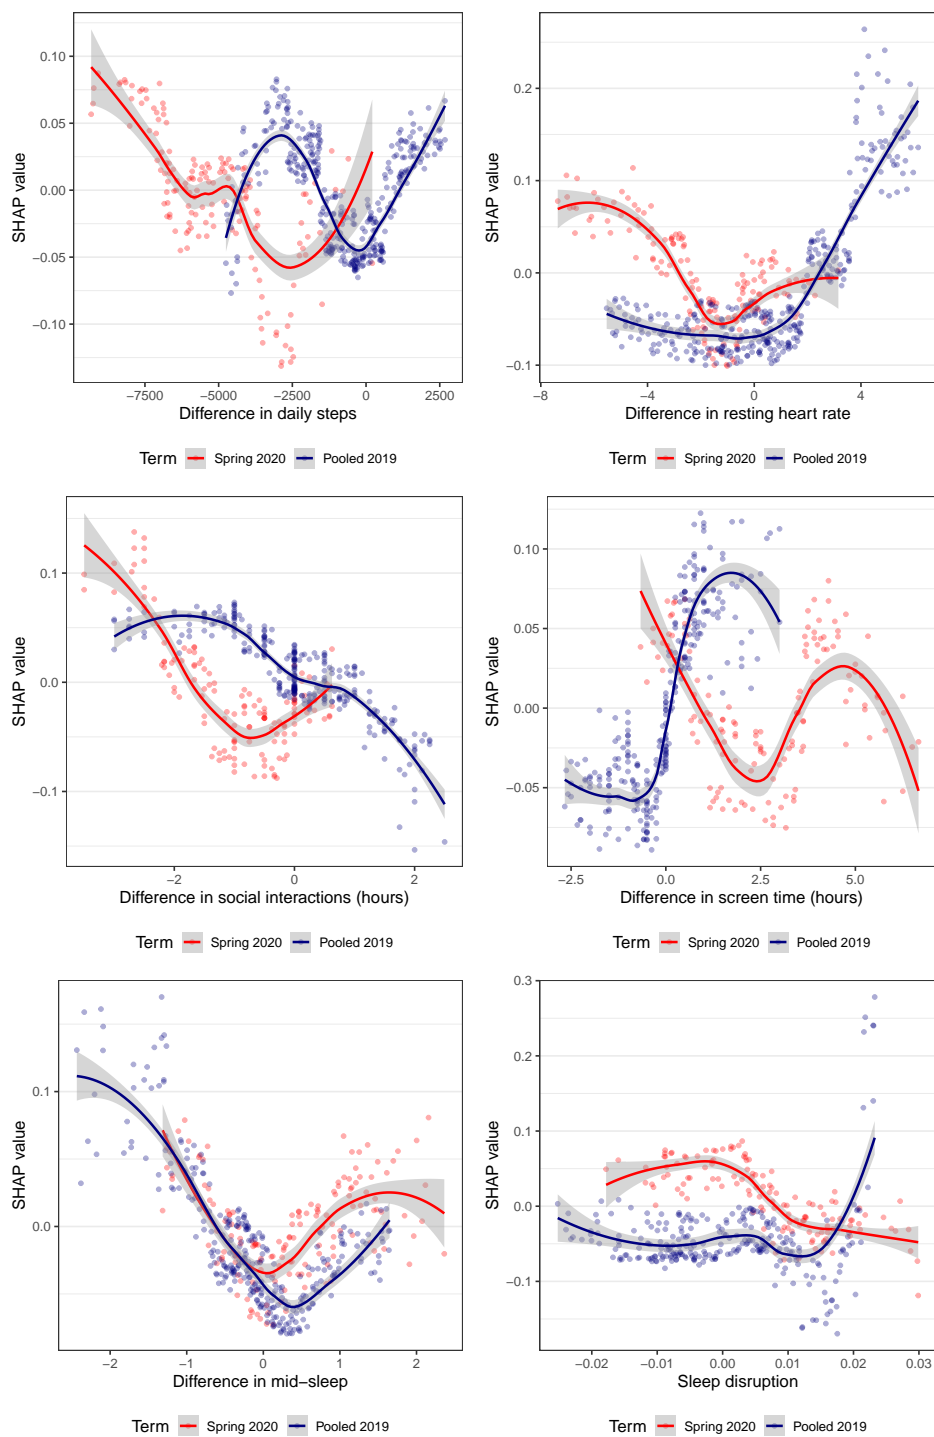 0.10
0.05
0.00
−0.05
−0.10
SHAP value
−7500
−5000
−2500
0
2500
Difference in daily steps
Term
Spring 2020
Pooled 2019
0.2
0.1
0.0
−0.1
SHAP value
−8
−4
0
4
Difference in resting heart rate
Term
Spring 2020
Pooled 2019
0.1
0.0
−0.1
SHAP value
−2
0
2
Difference in social interactions (hours)
Term
Spring 2020
Pooled 2019
0.10
0.05
0.00
−0.05
SHAP value
−2.5
0.0
2.5
5.0
Difference in screen time (hours)
Term
Spring 2020
Pooled 2019
0.1
0.0
SHAP value
−2
−1
0
1
2
Difference in mid−sleep
Term
Spring 2020
Pooled 2019
0.3
0.2
0.1
0.0
−0.1
SHAP value
−0.02
−0.01
0.00
0.01
0.02
0.03
Sleep disruption
Term
Spring 2020
Pooled 2019